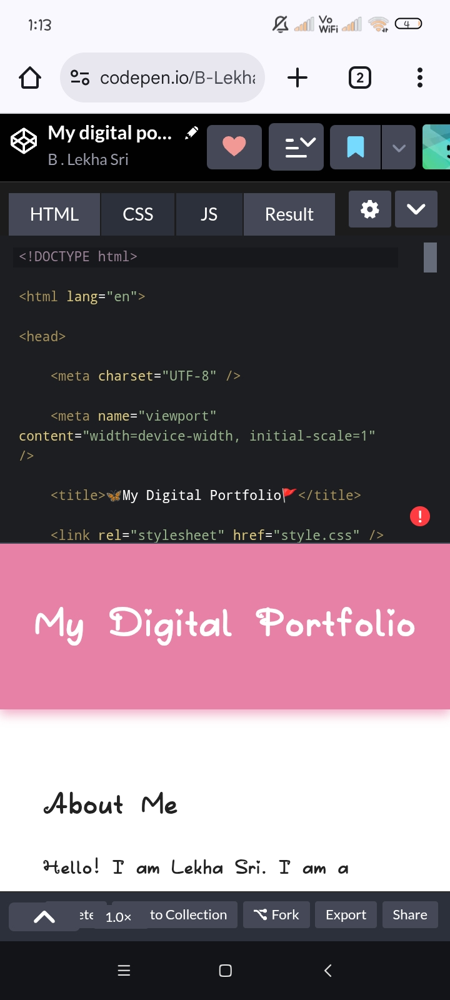 1:13
Vo
WiFi
4
codepen.io/B-Lekha
2
My digital po...
B . Lekha Sri
HTML CSS JS Result
<!DOCTYPE html>
<html lang="en">
<head>
<meta charset="UTF-8" />
<meta name="viewport"
content="width=device-width, initial-scale=1"
/>
<title>🦋My Digital Portfolio🚩</title>
<link rel="stylesheet" href="style.css" />
My Digital Portfolio
About Me
Hello! I am Lekha Sri. I am a
1.0× to Collection Fork Export Share